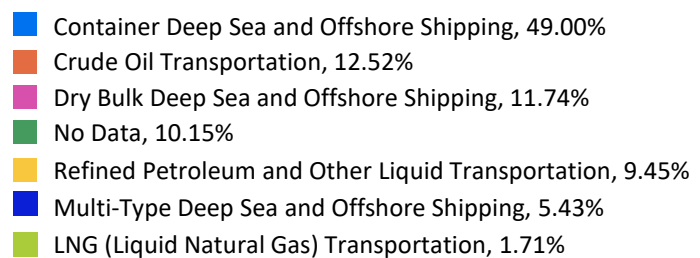 Container Deep Sea and Offshore Shipping, 49.00%
Crude Oil Transportation, 12.52%
Dry Bulk Deep Sea and Offshore Shipping, 11.74%
No Data, 10.15%
Refined Petroleum and Other Liquid Transportation, 9.45%
Multi-Type Deep Sea and Offshore Shipping, 5.43%
LNG (Liquid Natural Gas) Transportation, 1.71%